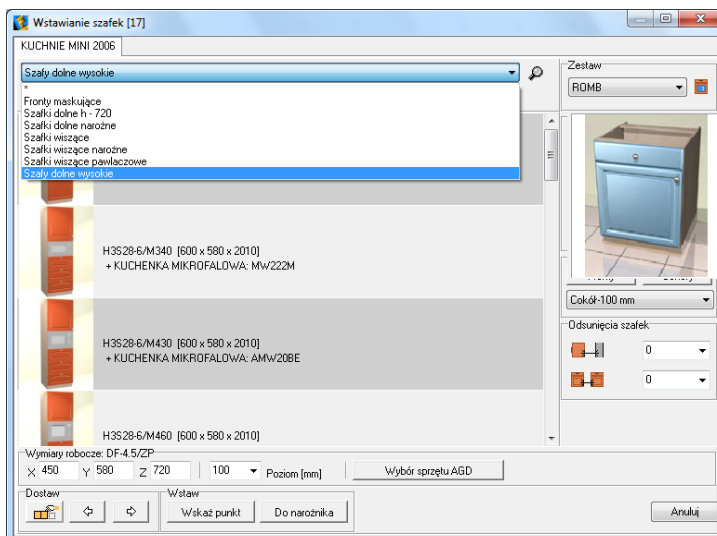 Wstawianie szafek [17]
KUCHNIE MINI 2006
Szafy dolne wysokie
*
Fronty maskujące
Szafki dolne h - 720
Szafki dolne narożne
Szafki wiszące
Szafki wiszące narożne
Szafki wiszące pawlaczowe
Szafy dolne wysokie
H3S28-6/M340 [600 x 580 x 2010]
+ KUCHENKA MIKROFALOWA: MW222M
H3S28-6/M430 [600 x 580 x 2010]
+ KUCHENKA MIKROFALOWA: AMW20BE
H3S28-6/M460 [600 x 580 x 2010]
Zestaw
ROMB
Cokół-100 mm
Odsunięcia szafek
0
0
Wymiary robocze: DF-4.5/ZP
X 450 Y 580 Z 720 100 Poziom [mm] Wybór sprzętu AGD
Dostaw Wstaw
Wskaż punkt Do narożnika Anuluj